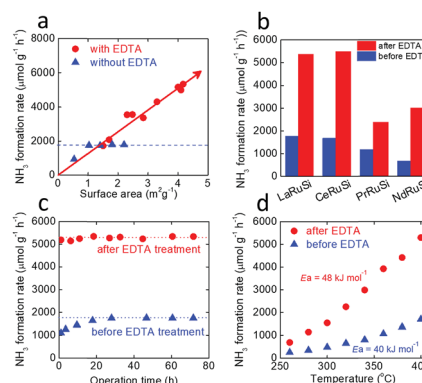 a
NH3 formation rate (μmol g-1 h-1)
8000
6000
4000
2000
0
with EDTA
without EDTA
0 1 2 3 4 5
Surface area (m2g-1)
b
NH3 formation rate (μmol g-1 h-1))
6000
5000
4000
3000
2000
1000
0
after EDTA
before EDT
LaRuSi
CeRuSi
PrRuSi
NdRuS
c
NH3 formation rate (μmol g-1 h-1)
6000
5000
4000
3000
2000
1000
0
after EDTA treatment
before EDTA treatment
0 20 40 60 80
Operation time (h)
d
NH3 formation rate (μmol g-1 h-1)
6000
5000
4000
3000
2000
1000
0
after EDTA
before EDTA
Ea = 48 kJ mol-1
Ea = 40 kJ mol-1
280 320 360 40
Temperature (°C)